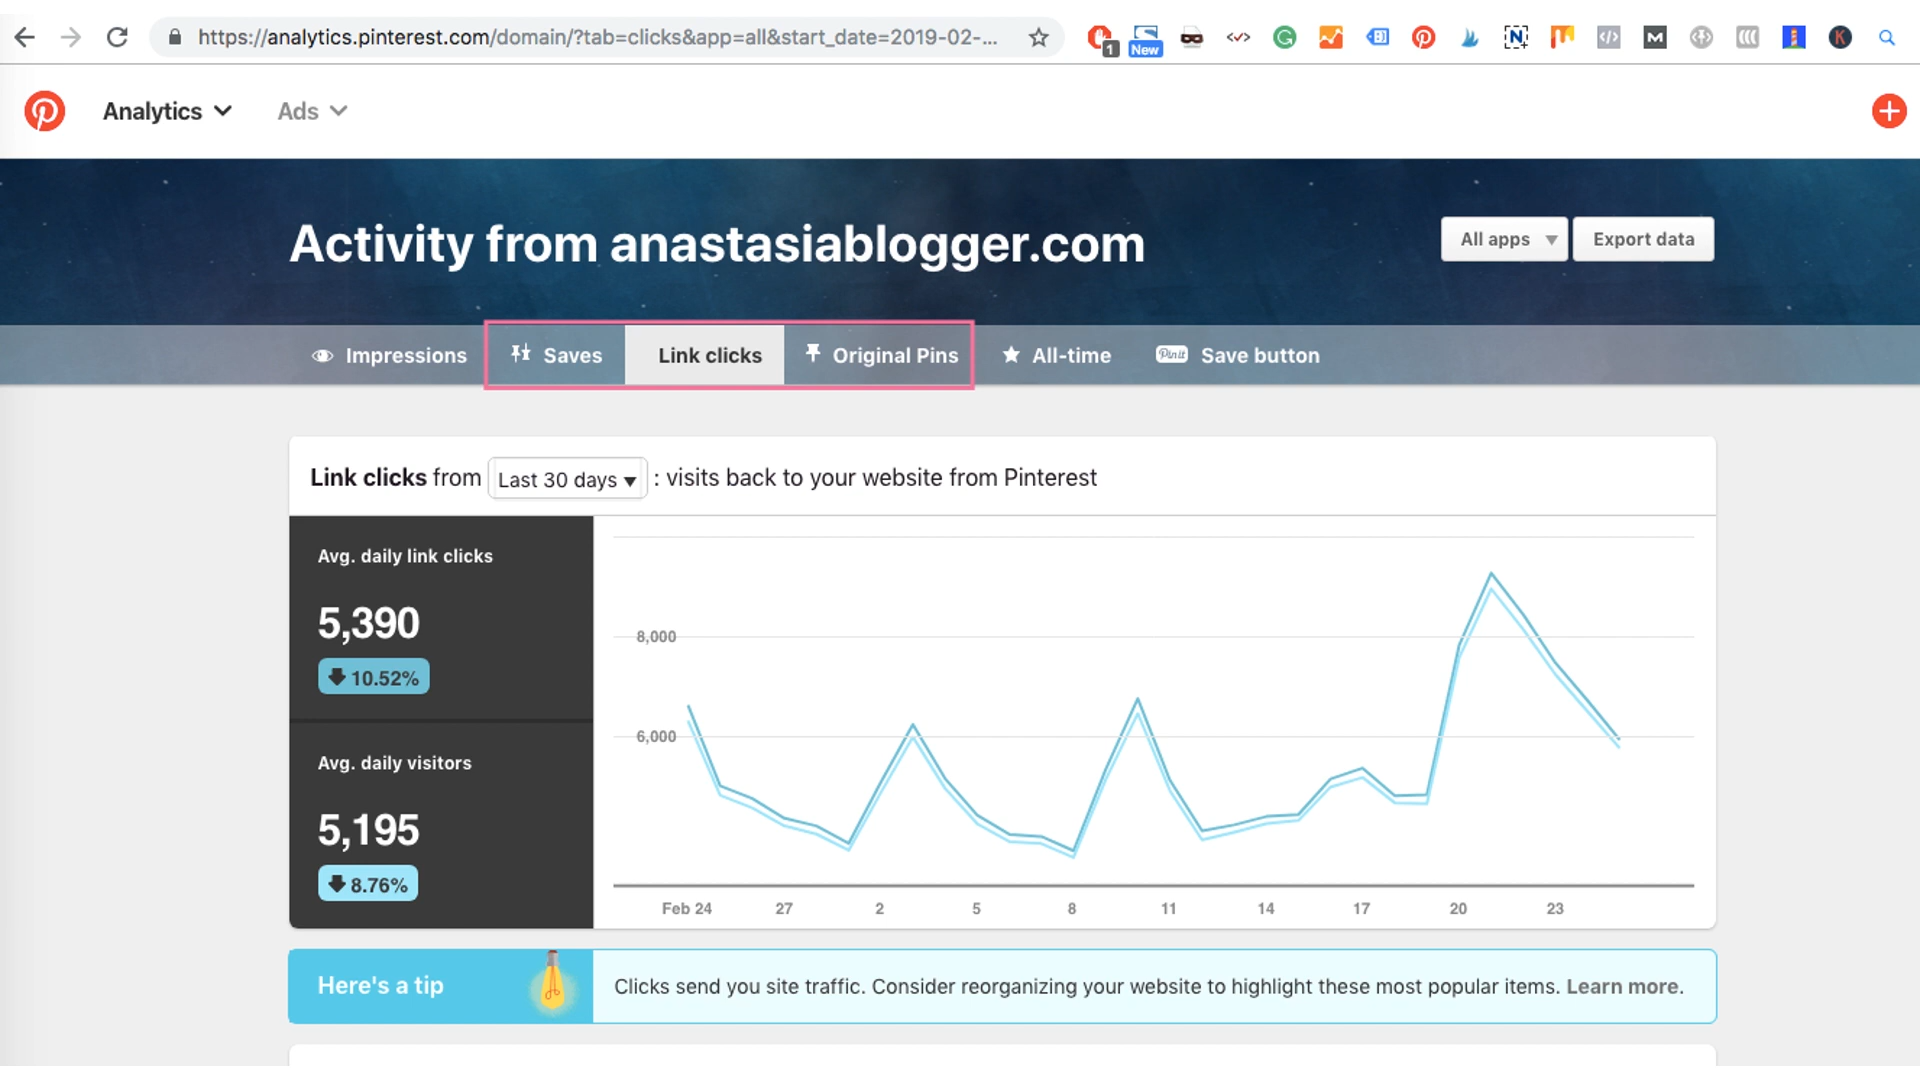 https://analytics.pinterest.com/domain/?tab=clicks&app=all&start_date=2019-02-...
1
New
Analytics
Ads
Activity from anastasiablogger.com
All apps
Export data
Impressions
Saves
Link clicks
Original Pins
All-time
Pin it
Save button
Link clicks from Last 30 days : visits back to your website from Pinterest
Avg. daily link clicks
5,390
10.52%
Avg. daily visitors
5,195
8.76%
8,000
6,000
Feb 24 27 2 5 8 11 14 17 20 23
Here's a tip
Clicks send you site traffic. Consider reorganizing your website to highlight these most popular items. Learn more.